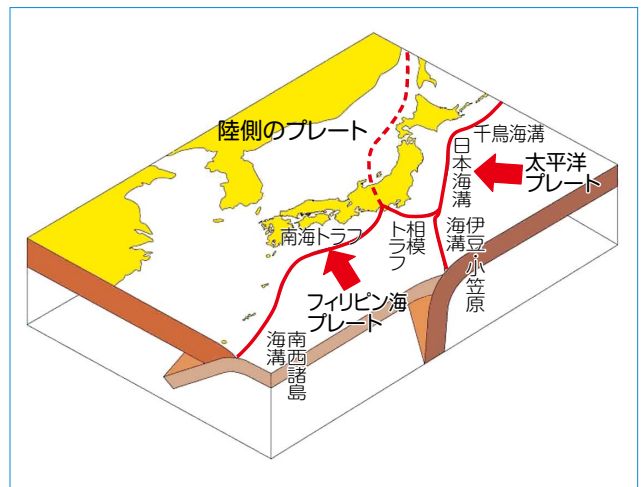 陸側のプレート
千島海溝
日本海溝
太平洋
プレート
南海トラフ
相模
トラフ
伊豆・小笠原
海溝
フィリピン海
プレート
南西諸島
海溝